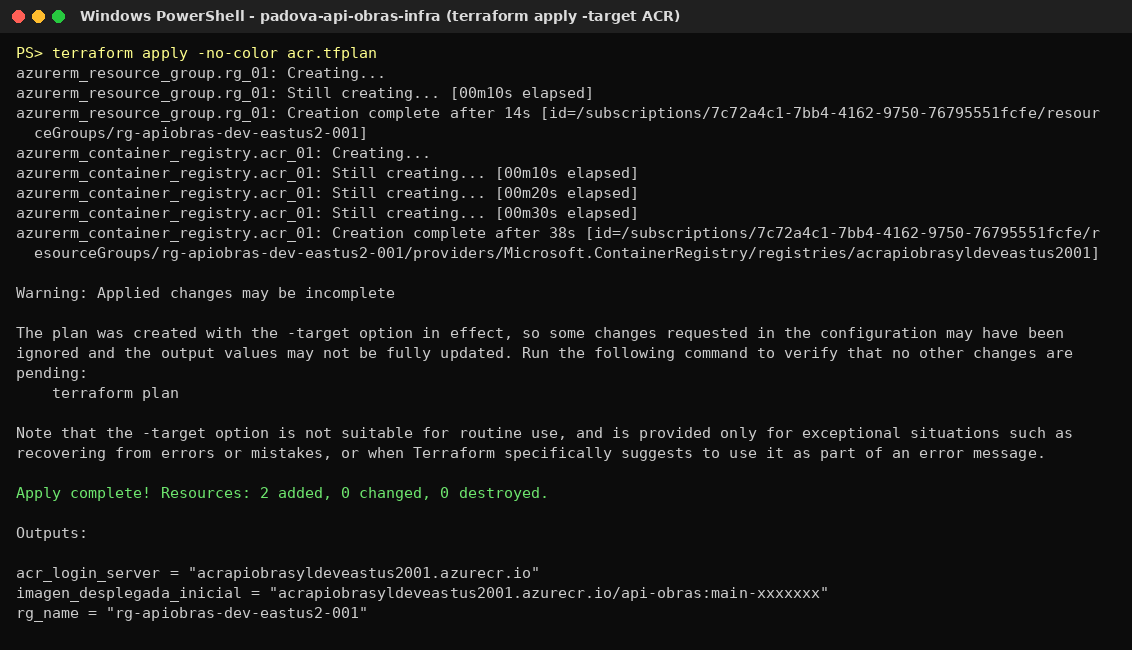 Windows PowerShell - padova-api-obras-infra (terraform apply -target ACR)
PS> terraform apply -no-color acr.tfplan
azurerm_resource_group.rg_01: Creating...
azurerm_resource_group.rg_01: Still creating... [00m10s elapsed]
azurerm_resource_group.rg_01: Creation complete after 14s [id=/subscriptions/7c72a4c1-7bb4-4162-9750-76795551fcfe/resour
ceGroups/rg-apiobras-dev-eastus2-001]
azurerm_container_registry.acr_01: Creating...
azurerm_container_registry.acr_01: Still creating... [00m10s elapsed]
azurerm_container_registry.acr_01: Still creating... [00m20s elapsed]
azurerm_container_registry.acr_01: Still creating... [00m30s elapsed]
azurerm_container_registry.acr_01: Creation complete after 38s [id=/subscriptions/7c72a4c1-7bb4-4162-9750-76795551fcfe/r
esourceGroups/rg-apiobras-dev-eastus2-001/providers/Microsoft.ContainerRegistry/registries/acrapiobrasyldeveastus2001]
Warning: Applied changes may be incomplete
The plan was created with the -target option in effect, so some changes requested in the configuration may have been
ignored and the output values may not be fully updated. Run the following command to verify that no other changes are
pending:
terraform plan
Note that the -target option is not suitable for routine use, and is provided only for exceptional situations such as
recovering from errors or mistakes, or when Terraform specifically suggests to use it as part of an error message.
Apply complete! Resources: 2 added, 0 changed, 0 destroyed.
Outputs:
acr_login_server = "acrapiobrasyldeveastus2001.azurecr.io"
imagen_desplegada_inicial = "acrapiobrasyldeveastus2001.azurecr.io/api-obras:main-xxxxxxx"
rg_name = "rg-apiobras-dev-eastus2-001"